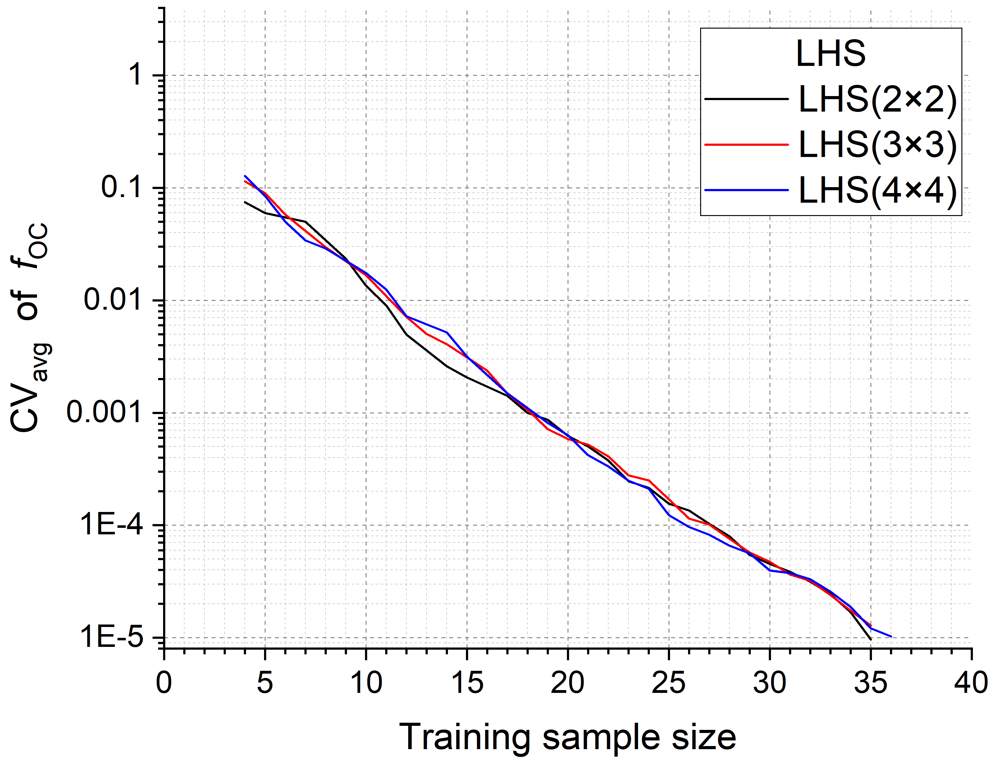 LHS
LHS(2×2)
LHS(3×3)
LHS(4×4)
1
0.1
0.01
0.001
1E-4
1E-5
CVavg of fOC
0 5 10 15 20 25 30 35 40
Training sample size